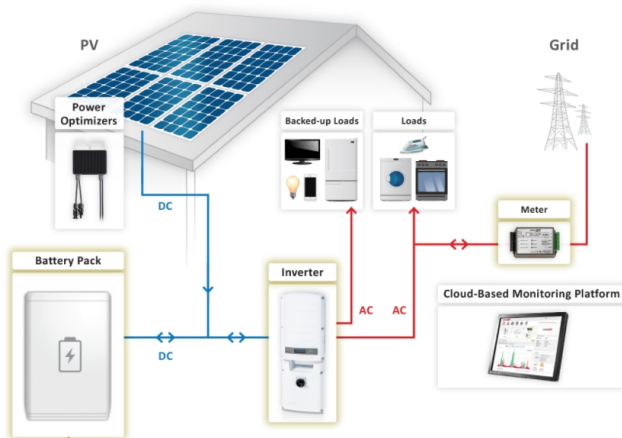 PV
Grid
Power
Optimizers
Backed-up Loads
Loads
DC
Meter
Battery Pack
Inverter
AC
AC
Cloud-Based Monitoring Platform
DC